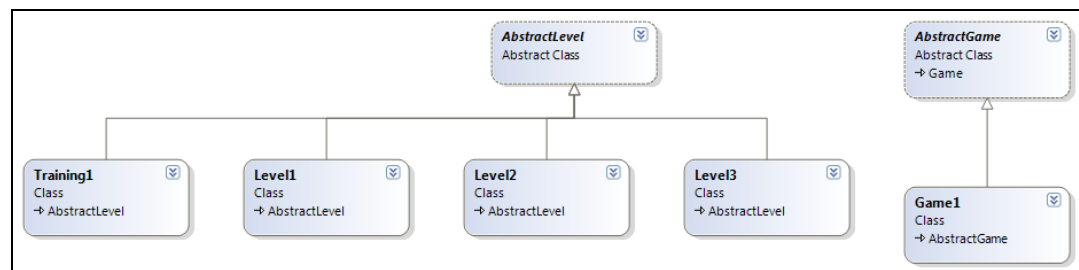 AbstractLevel
Abstract Class
AbstractGame
Abstract Class
Game
Training1
Class
AbstractLevel
Level1
Class
AbstractLevel
Level2
Class
AbstractLevel
Level3
Class
AbstractLevel
Game1
Class
AbstractGame